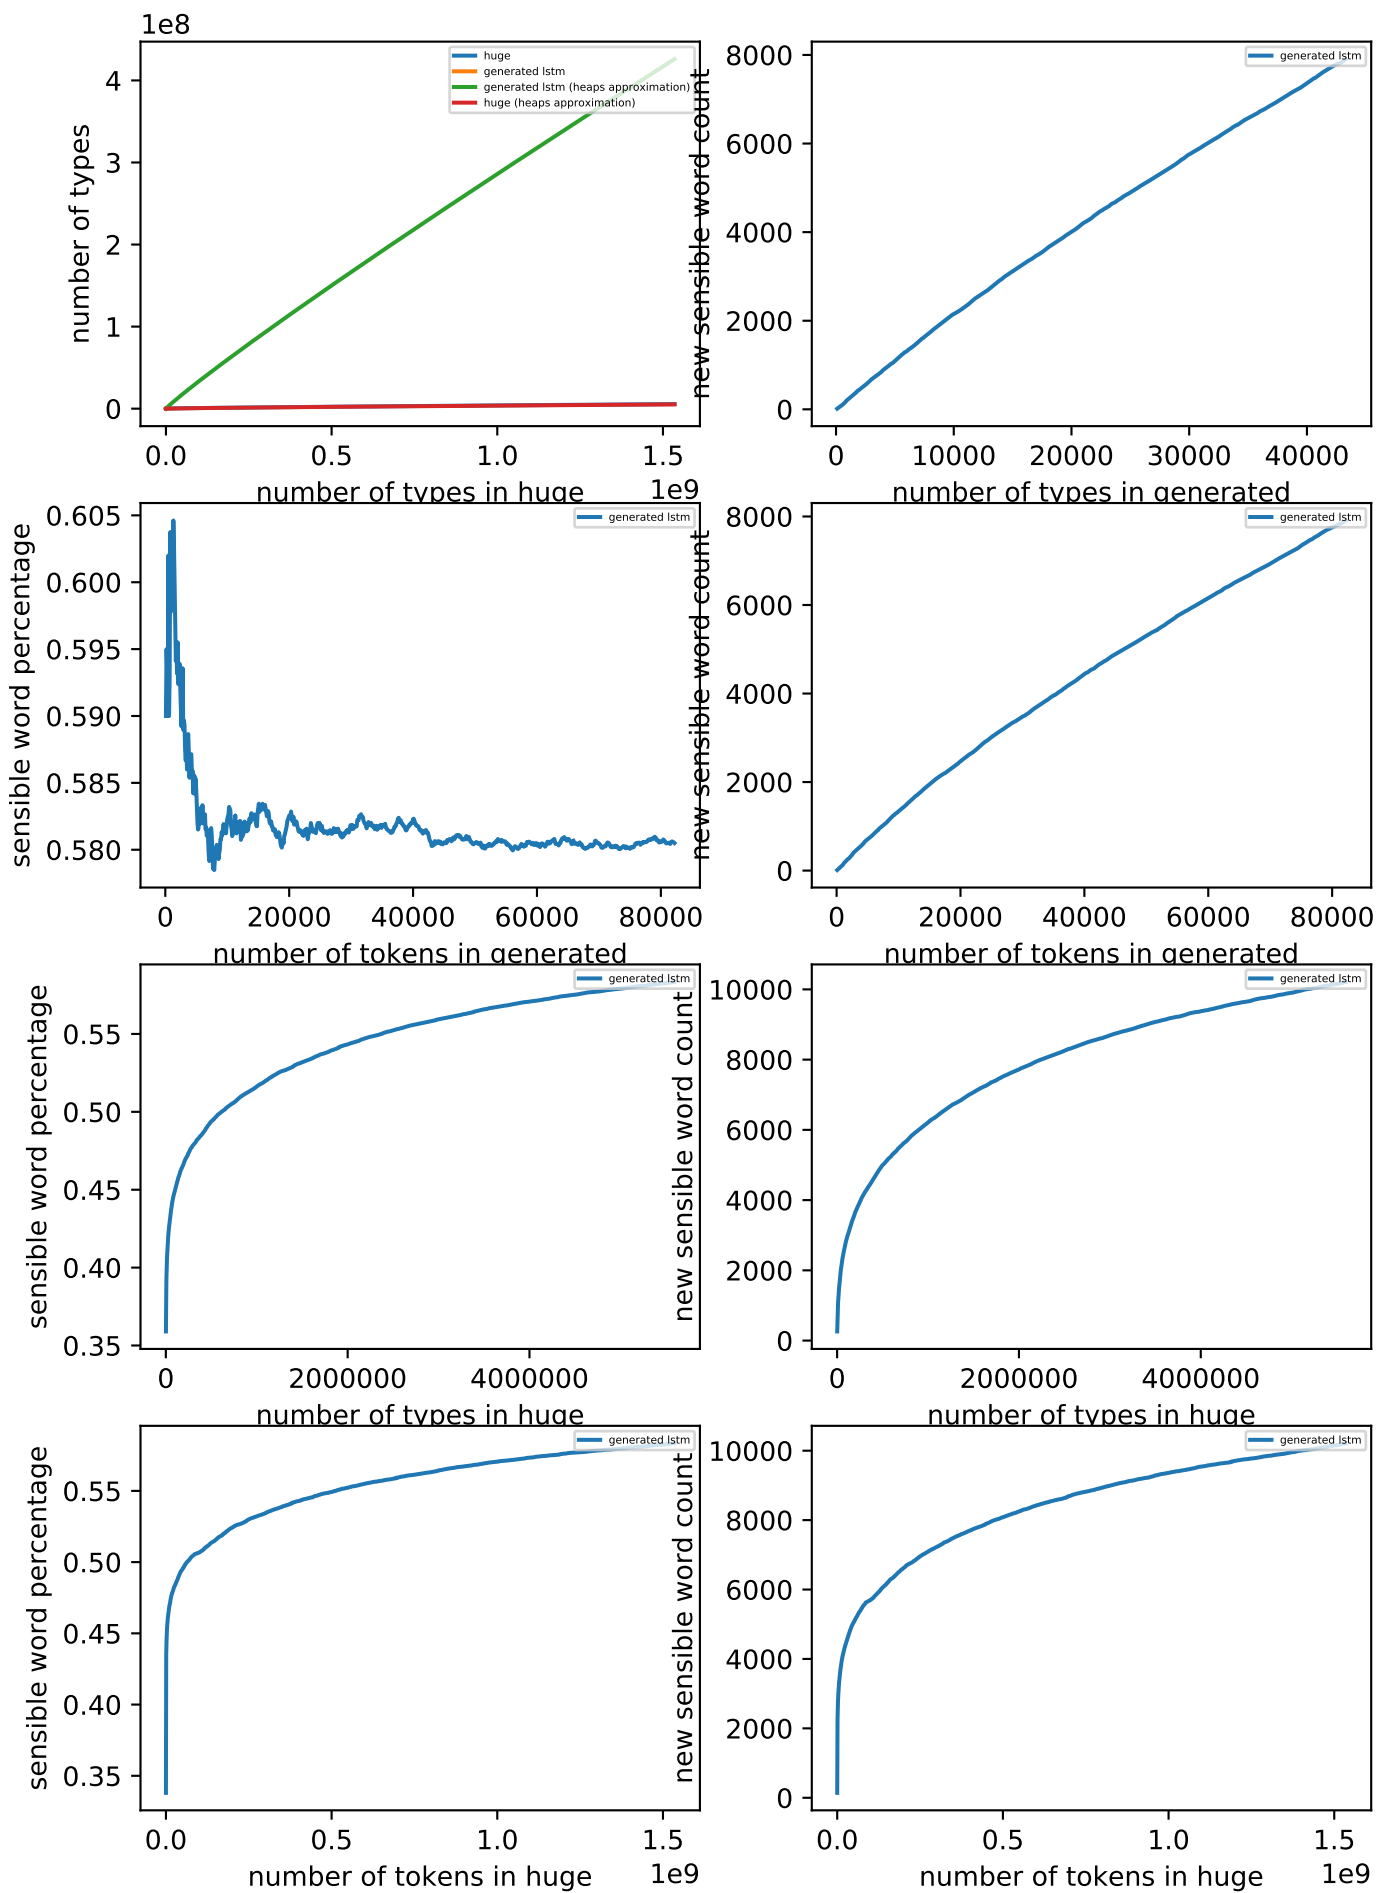 1e8
number of types
4
3
2
1
0
huge
generated lstm
generated lstm (heaps approximation)
huge (heaps approximation)
0.0 0.5 1.0 1.5
number of types in huge
1e9
new sensible word count
8000
6000
4000
2000
0
generated lstm
0 10000 20000 30000 40000
number of types in generated
sensible word percentage
0.605
0.600
0.595
0.590
0.585
0.580
generated lstm
0 20000 40000 60000 80000
number of tokens in generated
new sensible word count
8000
6000
4000
2000
0
generated lstm
0 20000 40000 60000 80000
number of tokens in generated
sensible word percentage
0.55
0.50
0.45
0.40
0.35
generated lstm
0 2000000 4000000
number of types in huge
new sensible word count
10000
8000
6000
4000
2000
0
generated lstm
0 2000000 4000000
number of types in huge
sensible word percentage
0.55
0.50
0.45
0.40
0.35
generated lstm
0.0 0.5 1.0 1.5
number of tokens in huge
1e9
new sensible word count
10000
8000
6000
4000
2000
0
generated lstm
0.0 0.5 1.0 1.5
number of tokens in huge
1e9